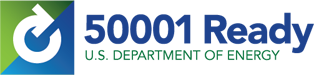 50001 Ready
U.S. DEPARTMENT OF ENERGY